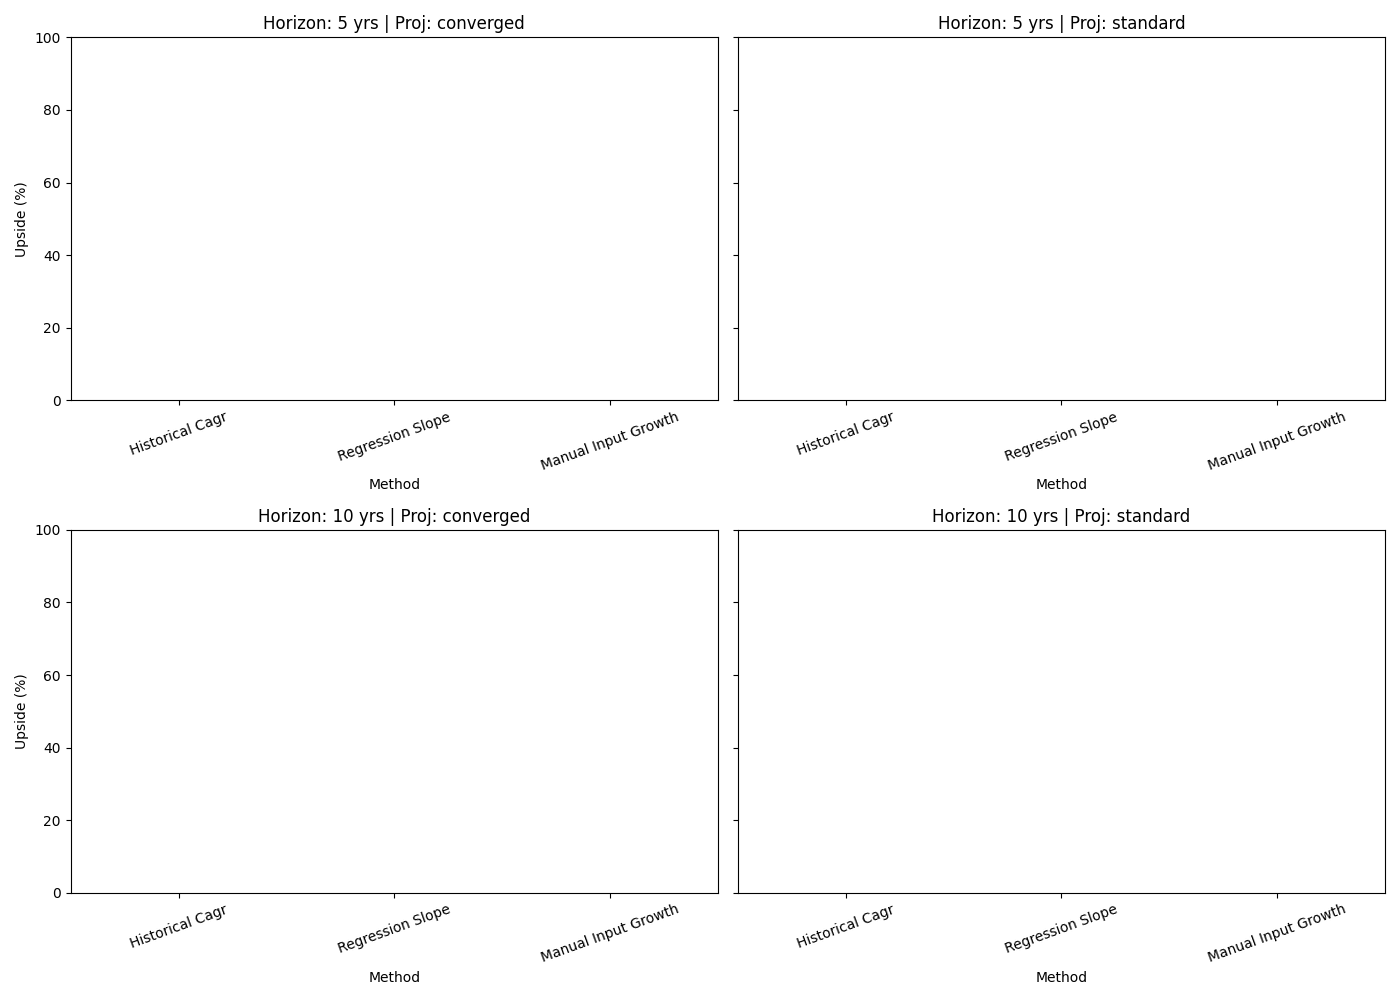 Horizon: 5 yrs | Proj: converged
Horizon: 5 yrs | Proj: standard
100
80
60
40
20
0
Upside (%)
Historical Cagr
Regression Slope
Manual Input Growth
Method
Historical Cagr
Regression Slope
Manual Input Growth
Method
Horizon: 10 yrs | Proj: converged
Horizon: 10 yrs | Proj: standard
100
80
60
40
20
0
Upside (%)
Historical Cagr
Regression Slope
Manual Input Growth
Method
Historical Cagr
Regression Slope
Manual Input Growth
Method